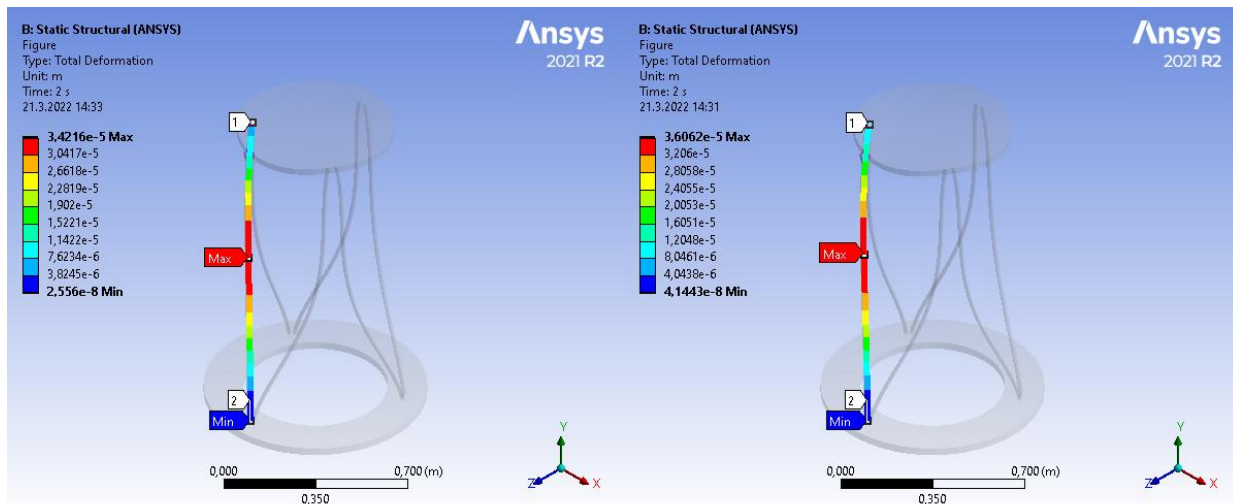 B: Static Structural (ANSYS)
Figure
Type: Total Deformation
Unit: m
Time: 2 s
21.3.2022 14:33
3,4216e-5 Max
3,0417e-5
2,6618e-5
2,2819e-5
1,902e-5
1,5221e-5
1,1422e-5
7,6234e-6
3,8245e-6
2,556e-8 Min
Ansys
2021 R2
1
Max
2
Min
Y
Z
X
0,000
0,700 (m)
0,350
B: Static Structural (ANSYS)
Figure
Type: Total Deformation
Unit: m
Time: 2 s
21.3.2022 14:31
3,6062e-5 Max
3,206e-5
2,8058e-5
2,4055e-5
2,0053e-5
1,6051e-5
1,2048e-5
8,0461e-6
4,0438e-6
4,1443e-8 Min
Ansys
2021 R2
1
Max
2
Min
Y
Z
X
0,000
0,700 (m)
0,350